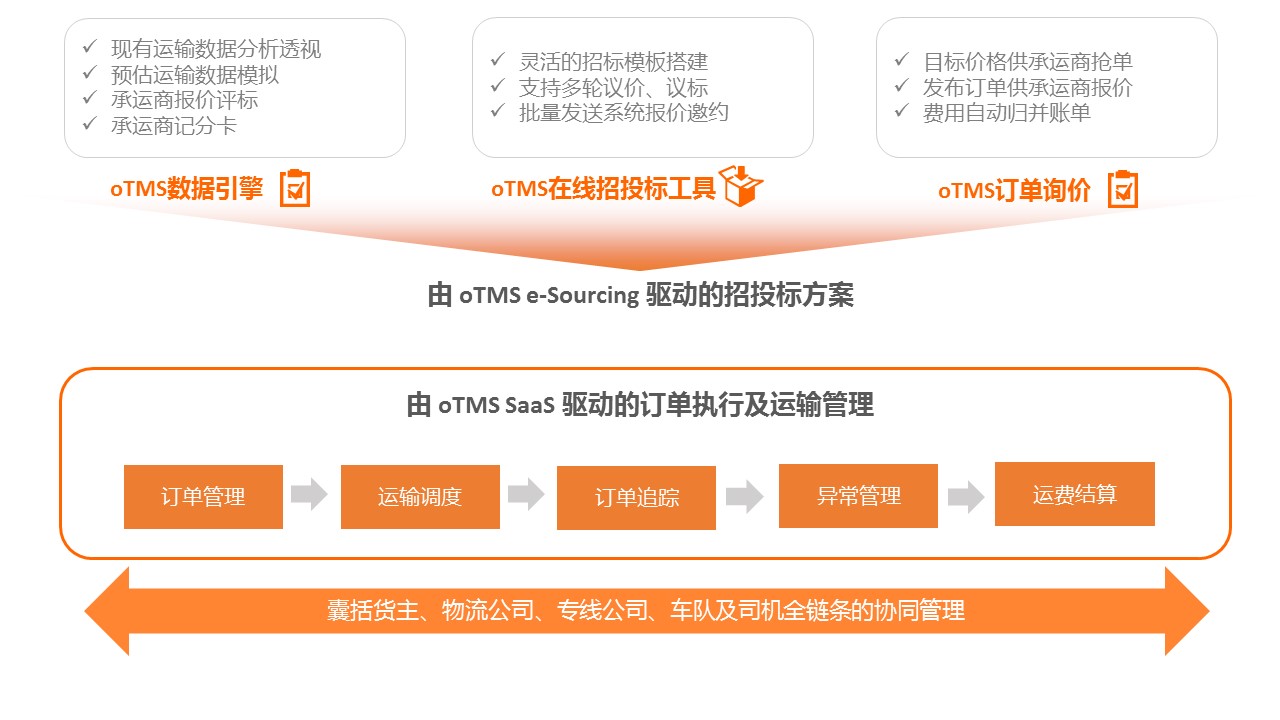 现有运输数据分析透视
预估运输数据模拟
承运商报价评标
承运商记分卡
灵活的招标模板搭建
支持多轮议价、议标
批量发送系统报价邀约
目标价格供承运商抢单
发布订单供承运商报价
费用自动归并账单
oTMS数据引擎
oTMS在线招投标工具
oTMS订单询价
由 oTMS e-Sourcing 驱动的招投标方案
由 oTMS SaaS 驱动的订单执行及运输管理
订单管理
运输调度
订单追踪
异常管理
运费结算
囊括货主、物流公司、专线公司、车队及司机全链条的协同管理